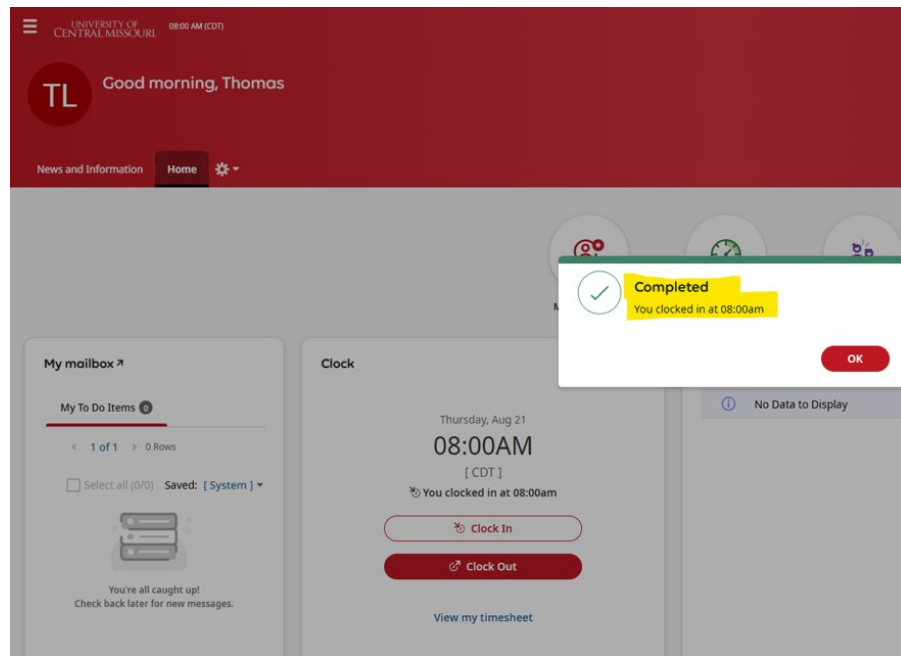 UNIVERSITY OF
CENTRAL MISSOURI
08:00 AM (CDT)
TL
Good morning, Thomas
News and Information
Home
Completed
You clocked in at 08:00am
OK
My mailbox
My To Do Items 0
1 of 1 0 Rows
Select all (0/0) Saved: [ System ]
You're all caught up!
Check back later for new messages.
Clock
Thursday, Aug 21
08:00AM
[ CDT ]
You clocked in at 08:00am
Clock In
Clock Out
View my timesheet
No Data to Display